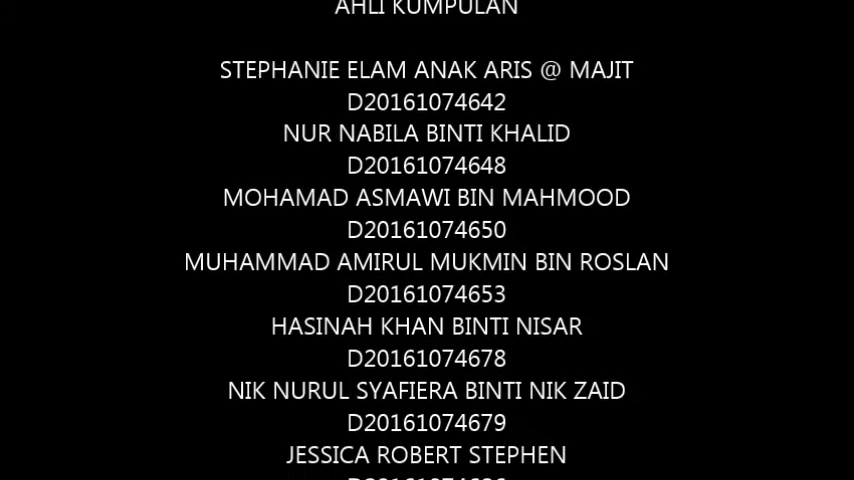 AHLI KUMPULAN
STEPHANIE ELAM ANAK ARIS @ MAJIT
D20161074642
NUR NABILA BINTI KHALID
D20161074648
MOHAMAD ASMAWI BIN MAHMOOD
D20161074650
MUHAMMAD AMIRUL MUKMIN BIN ROSLAN
D20161074653
HASINAH KHAN BINTI NISAR
D20161074678
NIK NURUL SYAFIERA BINTI NIK ZAID
D20161074679
JESSICA ROBERT STEPHEN